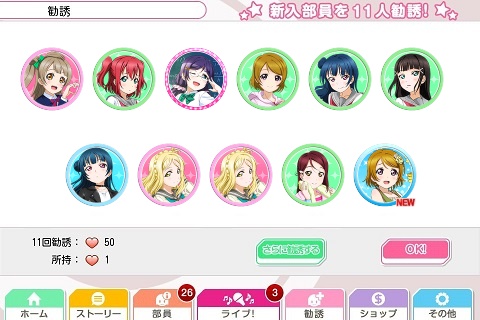 勧誘
新入部員を11人勧誘!
NEW
11回勧誘: 50
所持: 1
さらに勧誘する
OK!
26
3
ホーム
ストーリー
部員
ライブ!
勧誘
ショップ
その他